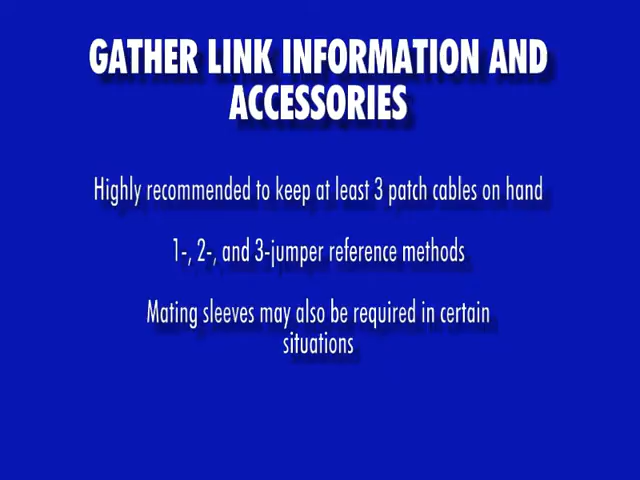 GATHER LINK INFORMATION AND
ACCESSORIES
Highly recommended to keep at least 3 patch cables on hand
1-, 2-, and 3-jumper reference methods
Mating sleeves may also be required in certain
situations